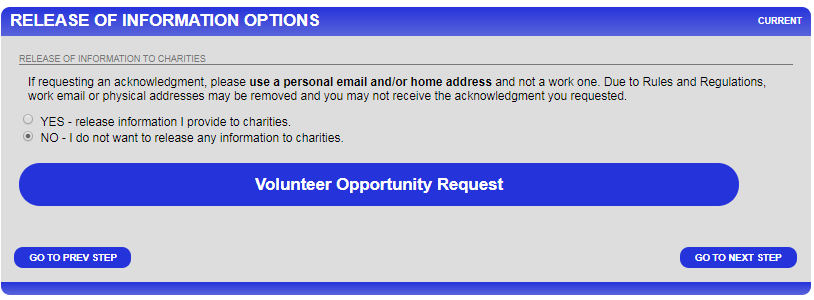 RELEASE OF INFORMATION OPTIONS
CURRENT
RELEASE OF INFORMATION TO CHARITIES
If requesting an acknowledgment, please use a personal email and/or home address and not a work one. Due to Rules and Regulations,
work email or physical addresses may be removed and you may not receive the acknowledgment you requested.
YES - release information I provide to charities.
NO - I do not want to release any information to charities.
Volunteer Opportunity Request
GO TO PREV STEP
GO TO NEXT STEP